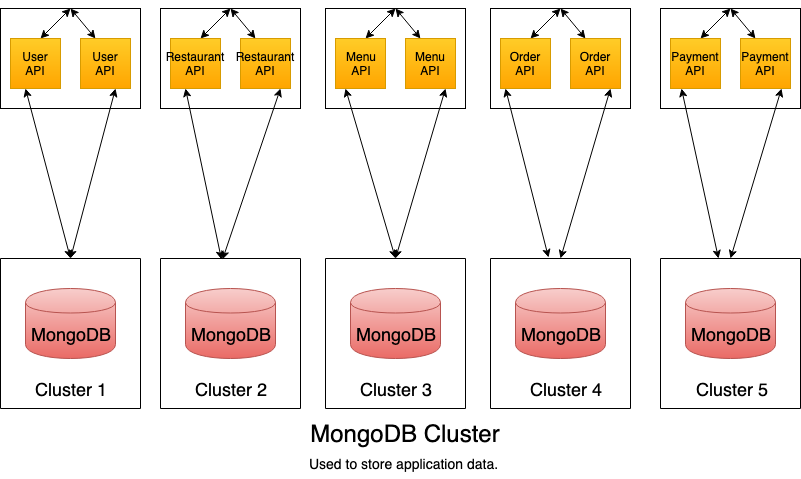 User API
User API
Restaurant API
Restaurant API
Menu API
Menu API
Order API
Order API
Payment API
Payment API
MongoDB
MongoDB
MongoDB
MongoDB
MongoDB
Cluster 1
Cluster 2
Cluster 3
Cluster 4
Cluster 5
MongoDB Cluster
Used to store application data.